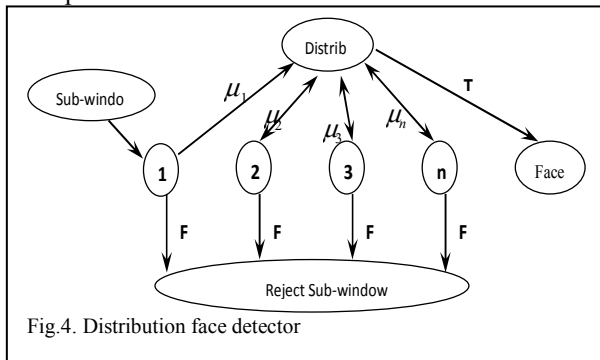 Distrib
T
Sub-windo
μ1
μ2
μ3
μn
1
2
3
n
Face
F
F
F
F
Reject Sub-window
Fig.4. Distribution face detector